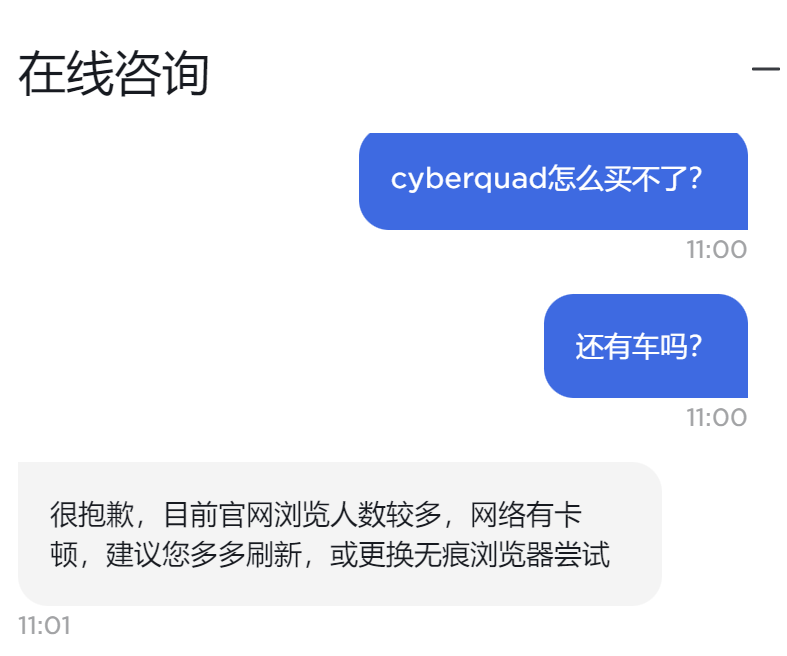 在线咨询
cyberquad怎么买不了？
11:00
还有车吗？
11:00
很抱歉，目前官网浏览人数较多，网络有卡
顿，建议您多多刷新，或更换无痕浏览器尝试
11:01